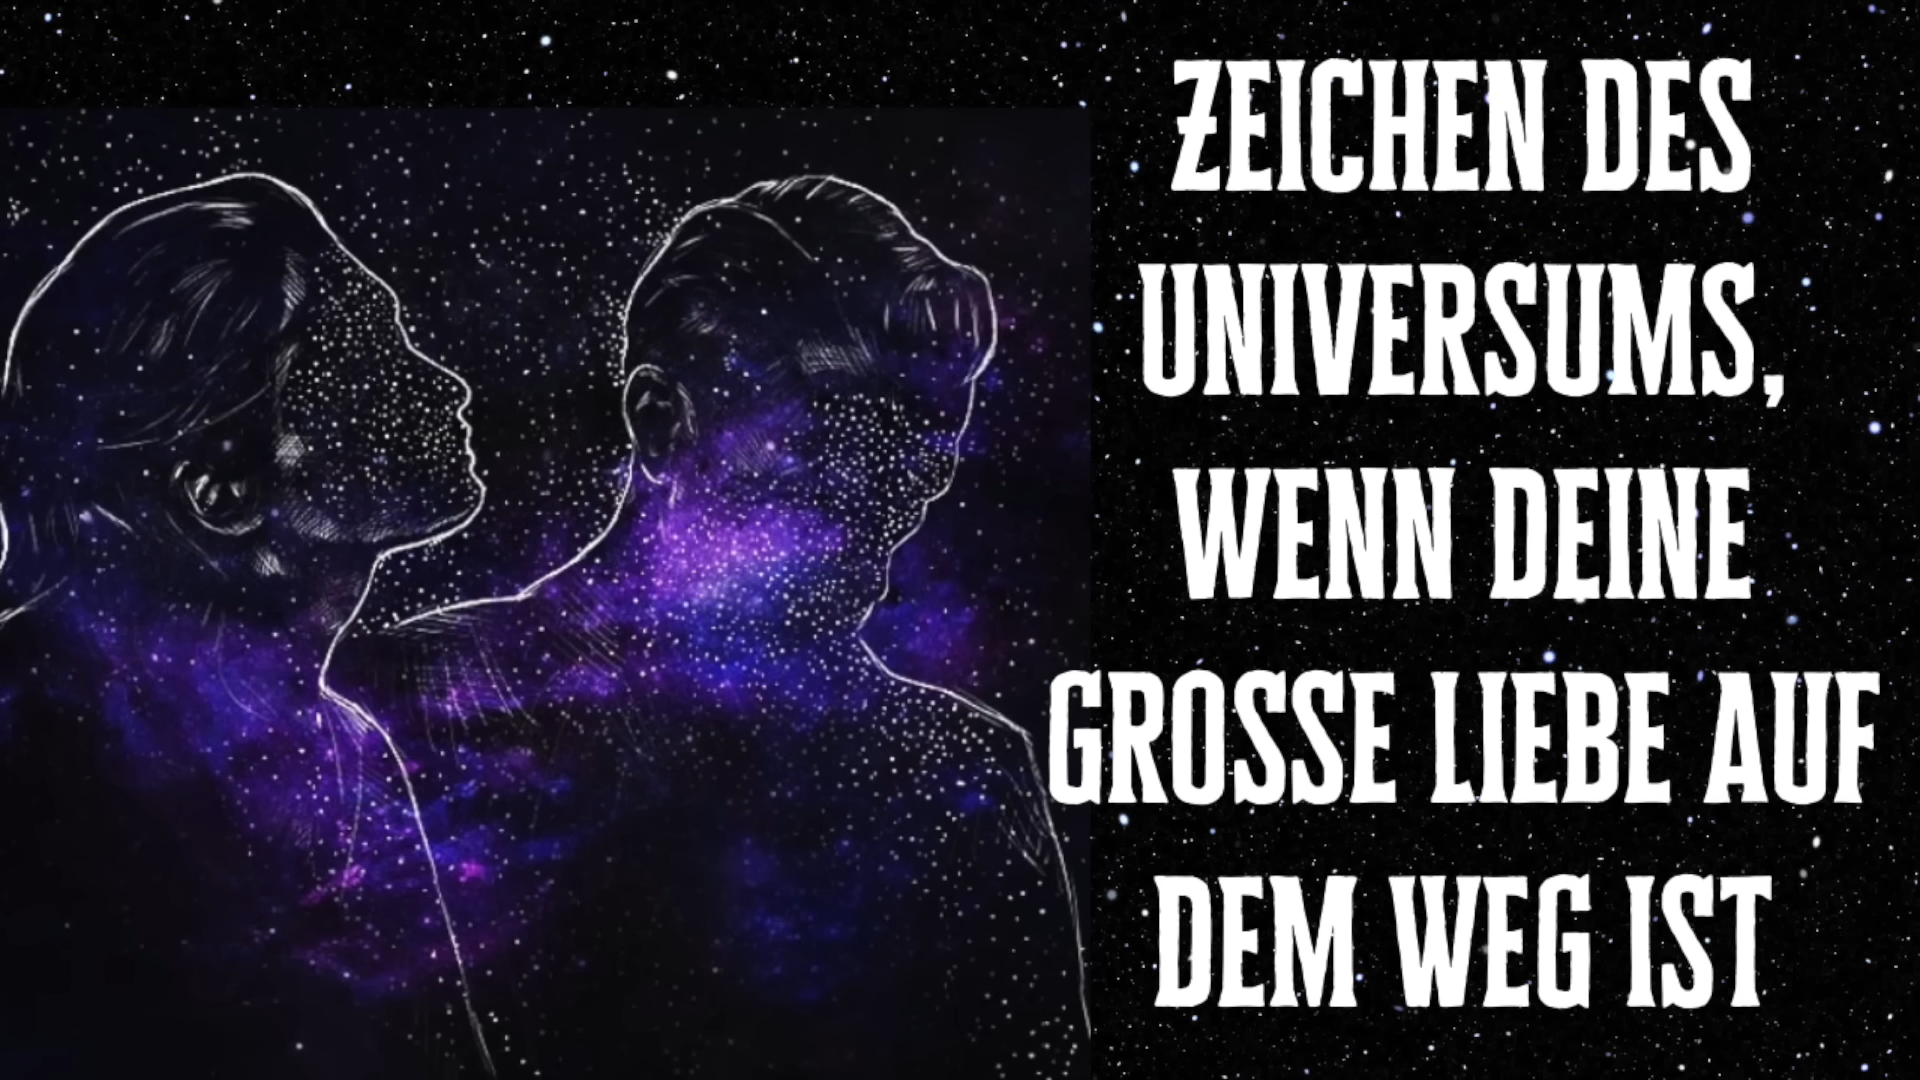 ZEICHEN DES
UNIVERSUMS,
WENN DEINE
GROSSE LIEBE AUF
DEM WEG IST